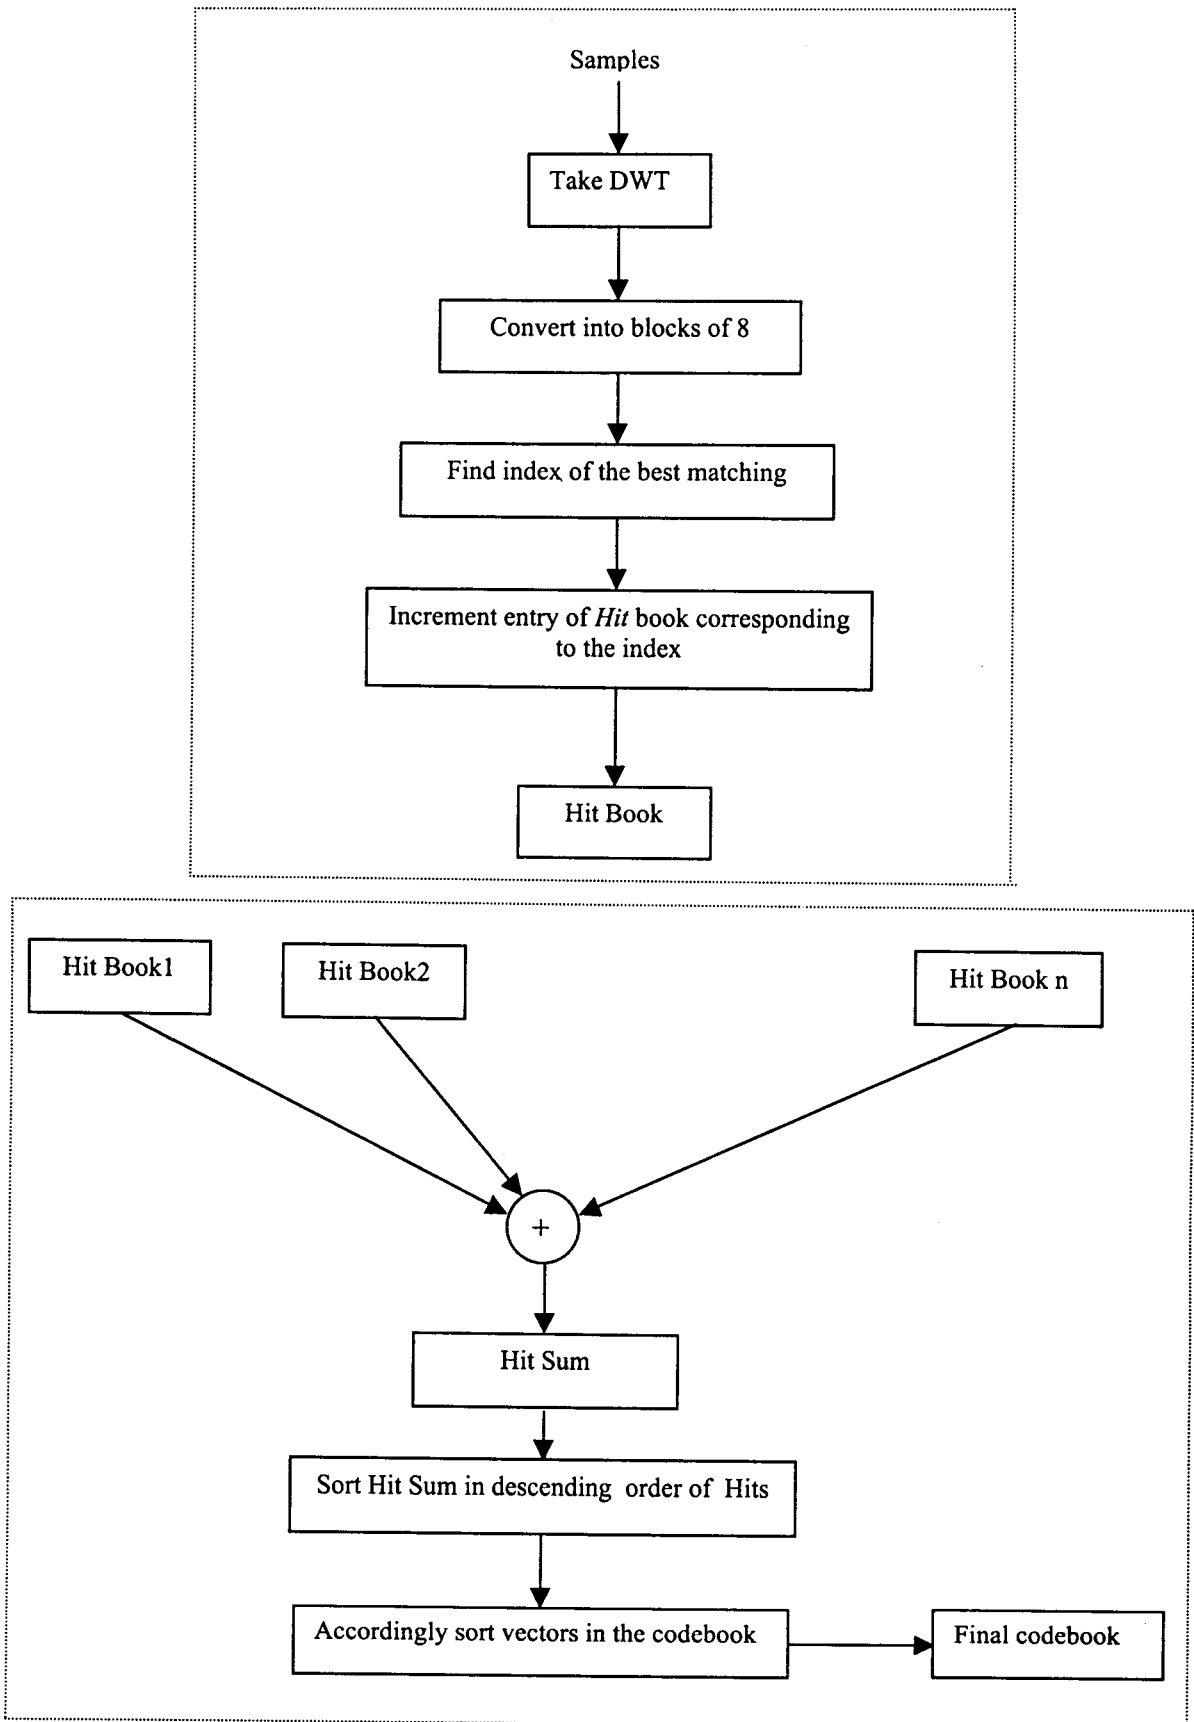 Samples
Take DWT
Convert into blocks of 8
Find index of the best matching
Increment entry of Hit book corresponding
to the index
Hit Book
Hit Book1
Hit Book2
Hit Book n
+
Hit Sum
Sort Hit Sum in descending order of Hits
Accordingly sort vectors in the codebook
Final codebook